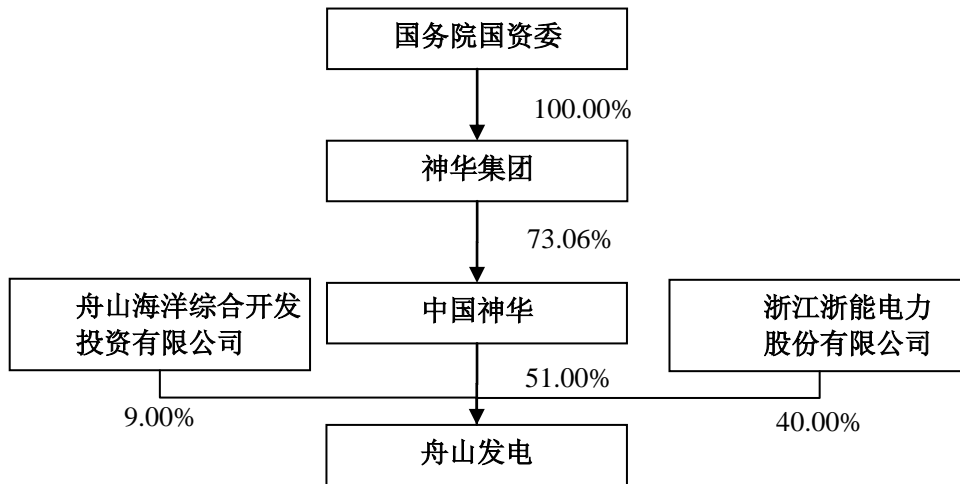 国务院国资委
100.00%
神华集团
73.06%
舟山海洋综合开发
投资有限公司
中国神华
浙江浙能电力
股份有限公司
51.00%
9.00%
40.00%
舟山发电